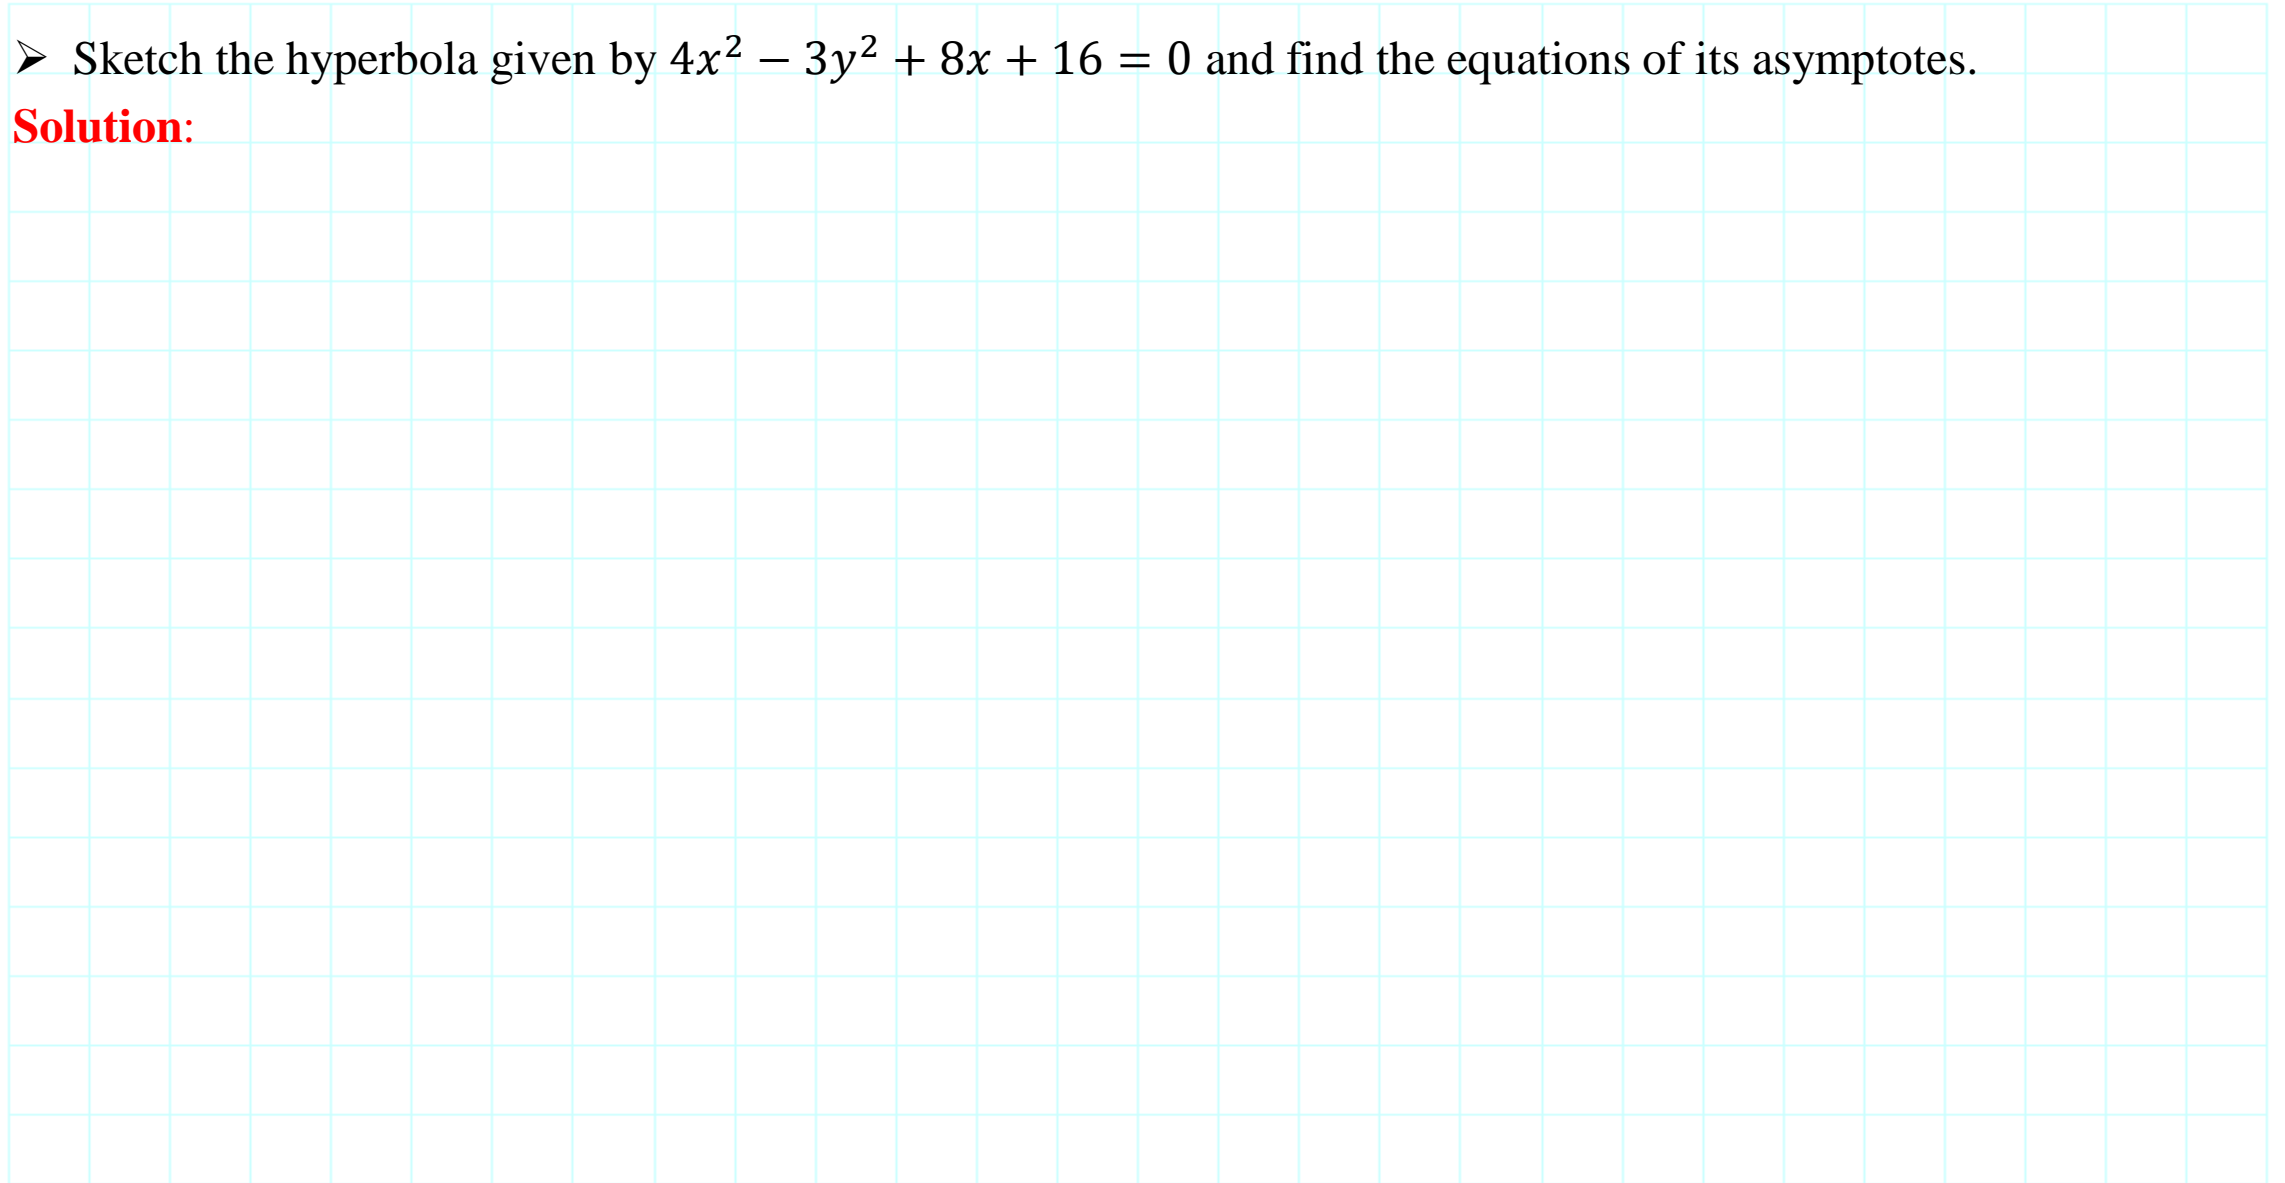 ➢ Sketch the hyperbola given by 4𝑥² − 3𝑦² + 8𝑥 + 16 = 0 and find the equations of its asymptotes.
Solution: